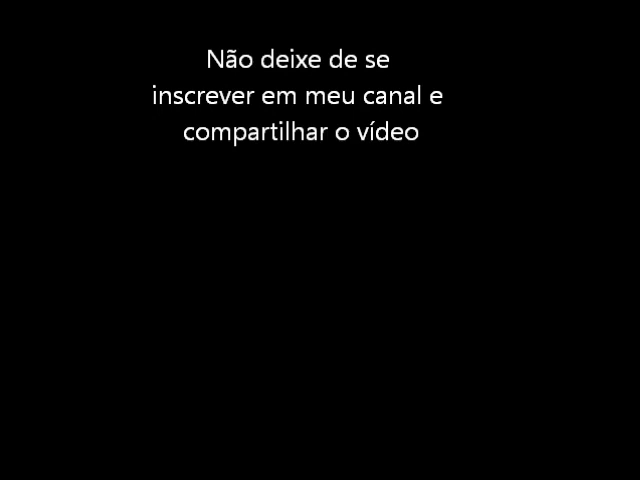 Não deixe de se
inscrever em meu canal e
compartilhar o vídeo